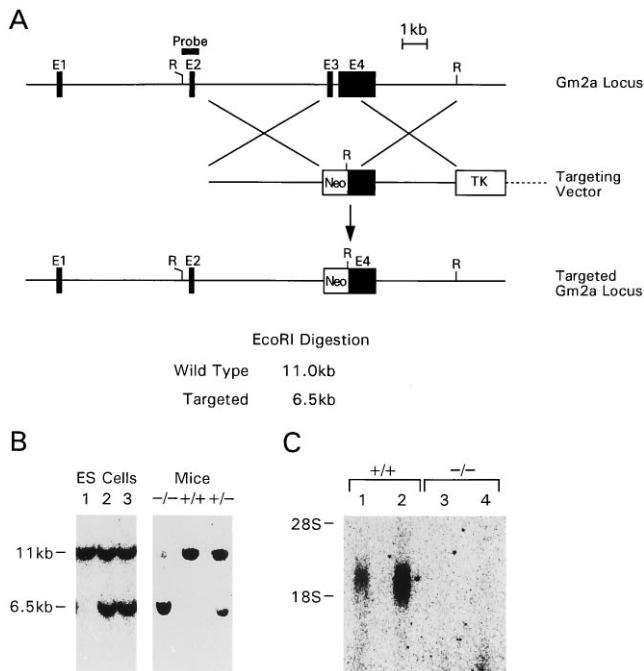 A
1kb
Probe
E1 R E2 E3 E4 R
Gm2a Locus
R
Neo TK
Targeting
Vector
R
E1 R E2 E4 R
Neo
Targeted
Gm2a Locus
EcoRI Digestion
Wild Type 11.0kb
Targeted 6.5kb
B
ES Cells Mice
1 2 3 -/- +/+ +/-
11kb
6.5kb
C
+/+ -/-
1 2 3 4
28S
18S